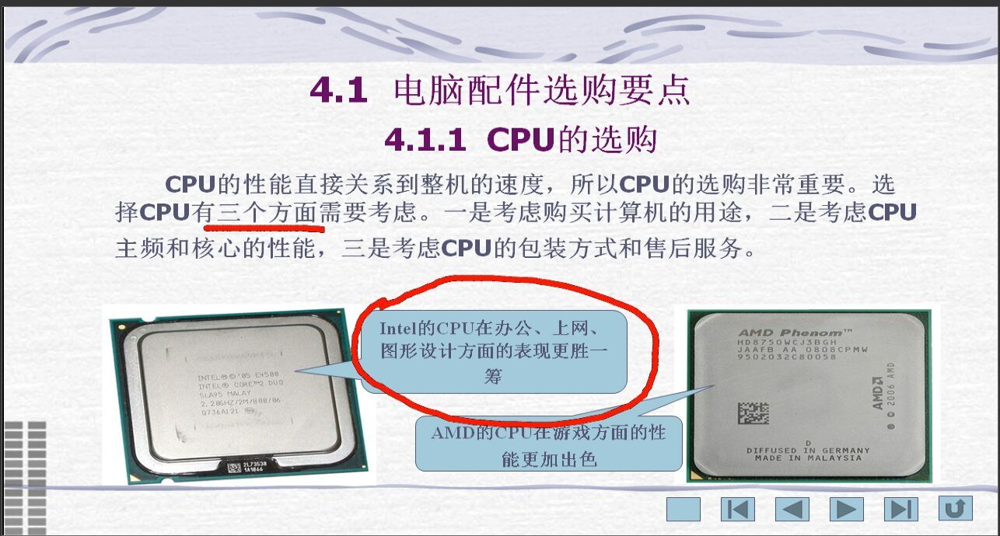 4.1 电脑配件选购要点
4.1.1 CPU的选购
CPU的性能直接关系到整机的速度，所以CPU的选购非常重要。选
择CPU有三个方面需要考虑。一是考虑购买计算机的用途，二是考虑CPU
主频和核心的性能，三是考虑CPU的包装方式和售后服务。
Intel的CPU在办公、上网、
图形设计方面的表现更胜一
筹
INTEL®©'05 E4500
INTEL® CORE™2 DUO
SLA95 MALAY
2.20GHZ/2M/800/06
Q736A121
2L73530
1A1066
AMD的CPU在游戏方面的性
能更加出色
AMD Phenom™
HD8750WCJ3BGH
JAAFB AA 0808CPMW
9502032C80058
AMD
® © 2006 AMD
D
DIFFUSED IN GERMANY
MADE IN MALAYSIA